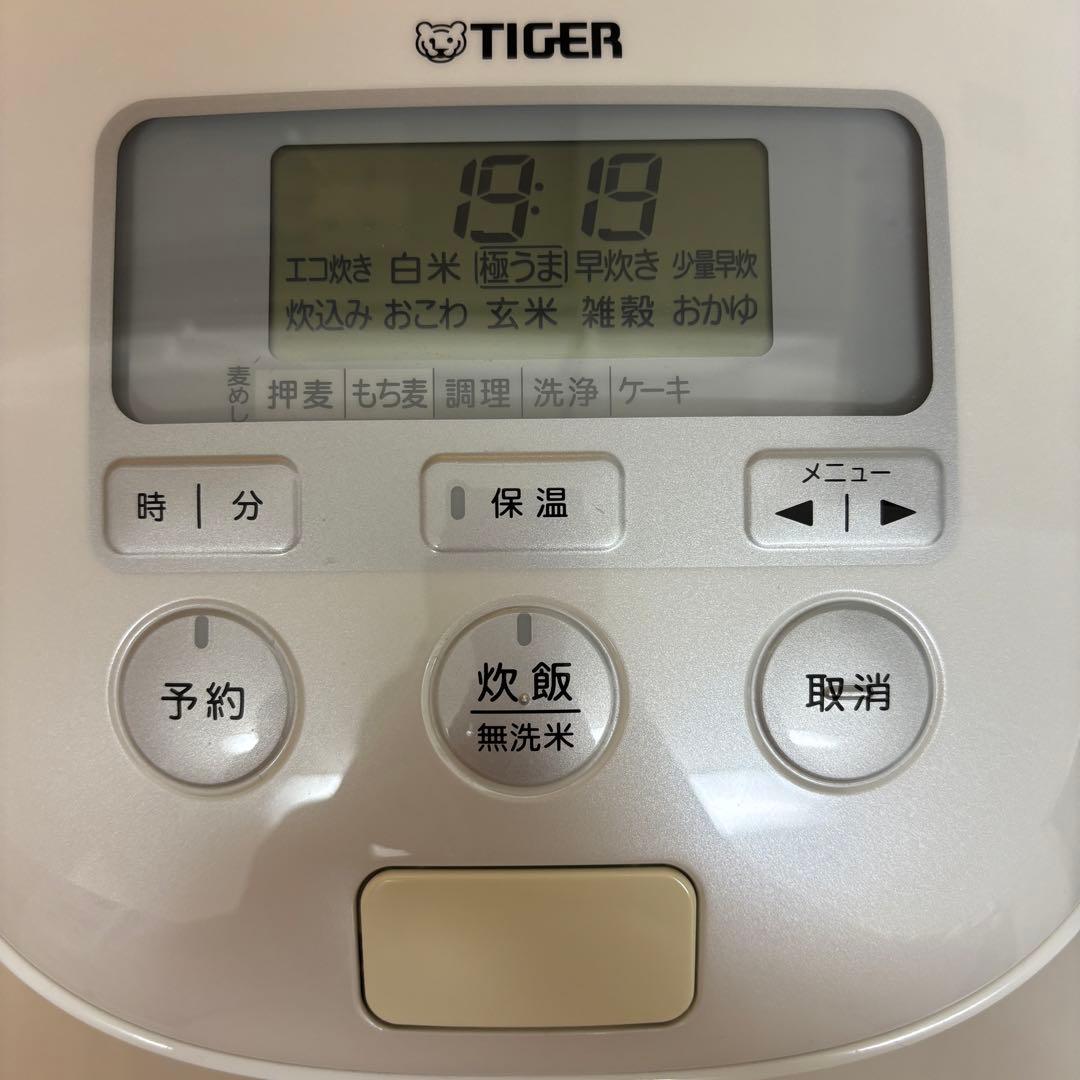 TIGER
19:19
エコ炊き 白米 極うま 早炊き 少量早炊
炊込み おこわ 玄米 雑穀 おかゆ
麦めし 押麦 もち麦 調理 洗浄 ケーキ
時 分
保温
メニュー
予約
炊飯
無洗米
取消